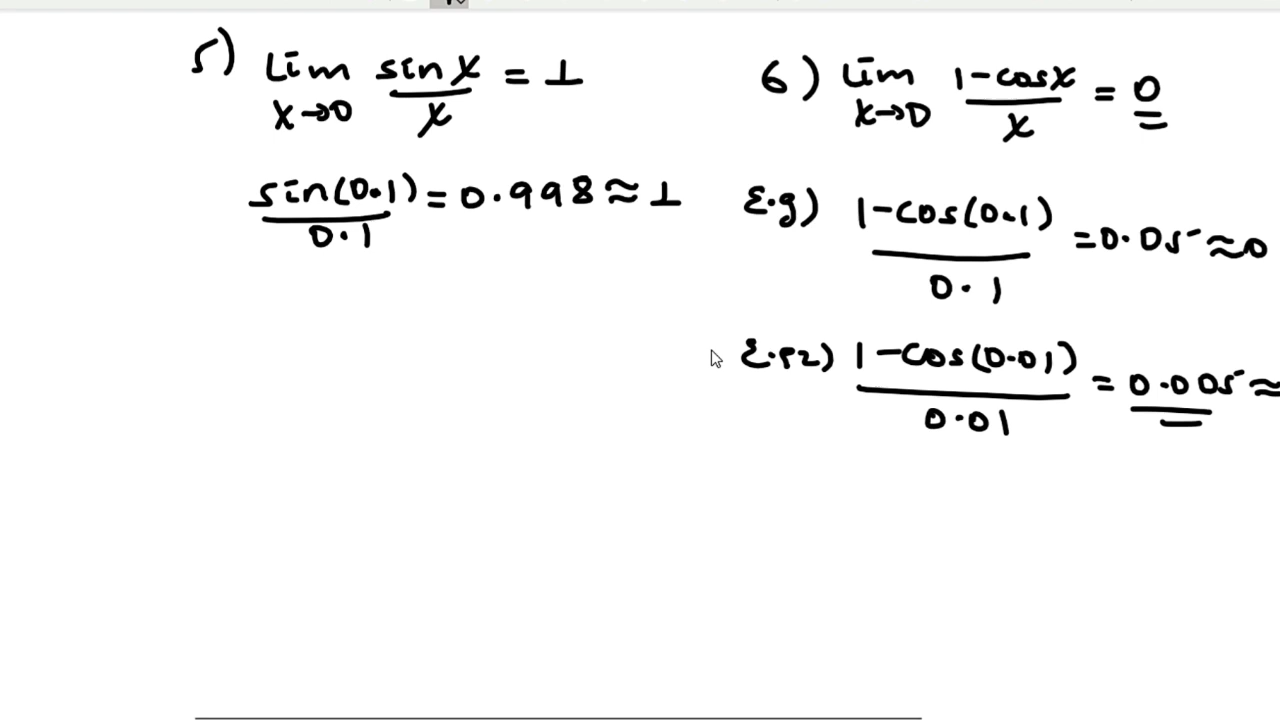 5) Lim x→0 sin x / x = 1
sin(0.1) / 0.1 = 0.998 ≈ 1
6) Lim x→0 1-cos x / x = 0
E.g) 1-cos(0.1) / 0.1 = 0.05 ≈ 0
1-cos(0.01) / 0.01 = 0.005 ≈